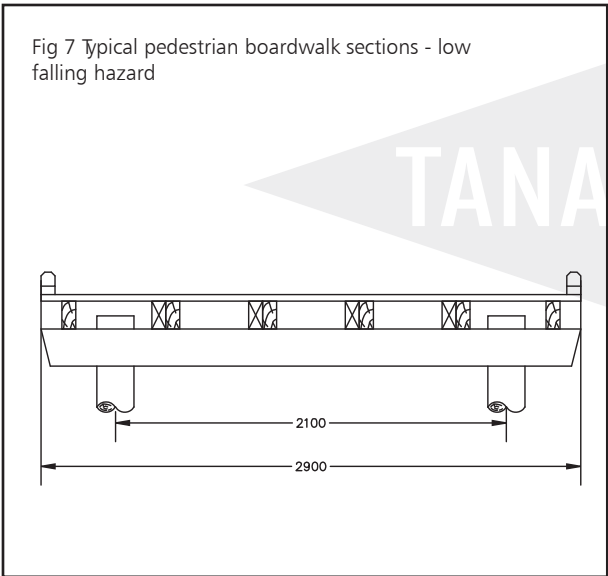 Fig 7 Typical pedestrian boardwalk sections - low
falling hazard
TANA
2100
2900